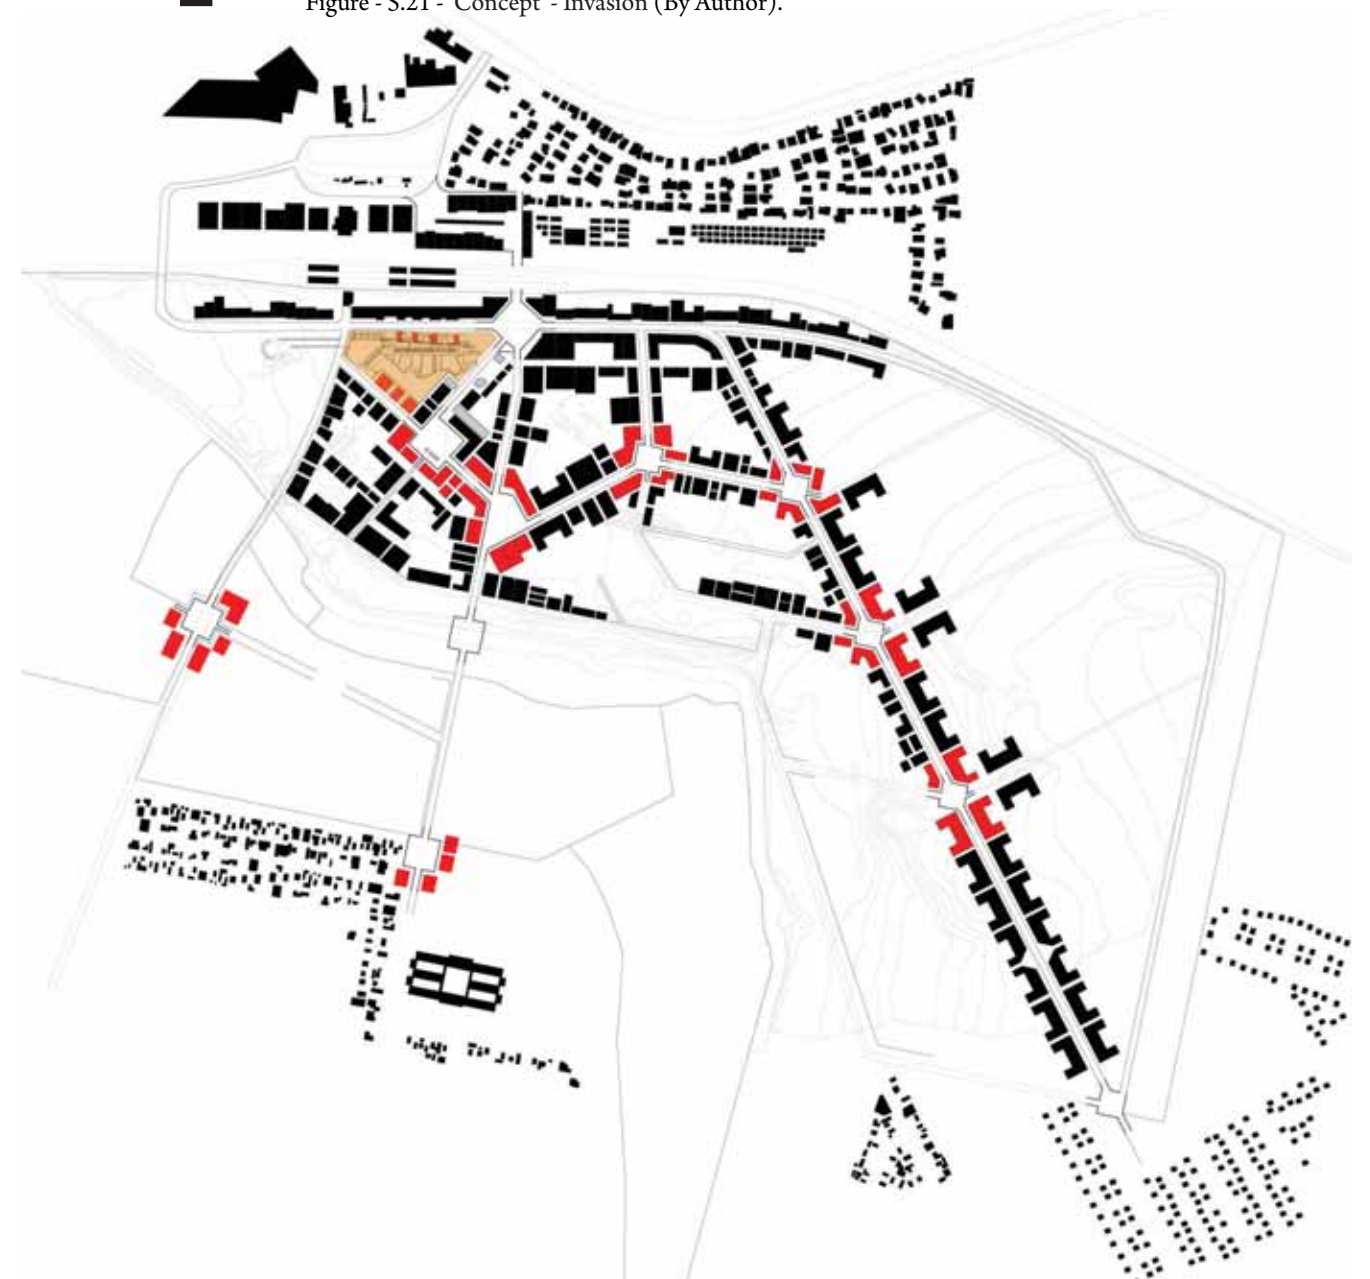 Figure - 5.21 - 'Concept' - Invasion (By Author).